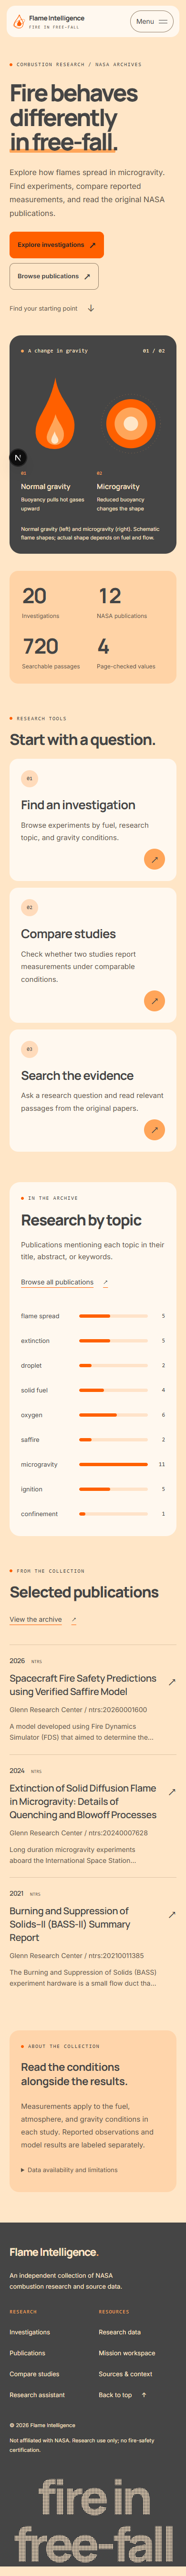 Flame Intelligence
FIRE IN FREE-FALL
Menu
COMBUSTION RESEARCH / NASA ARCHIVES
Fire behaves
differently
in free-fall.
Explore how flames spread in microgravity.
Find experiments, compare reported
measurements, and read the original NASA
publications.
Explore investigations ↗
Browse publications ↗
Find your starting point ↓
A change in gravity
01 / 02
N
01
Normal gravity
Buoyancy pulls hot gases
upward
02
Microgravity
Reduced buoyancy
changes the shape
Normal gravity (left) and microgravity (right). Schematic
flame shapes; actual shape depends on fuel and flow.
20
Investigations
12
NASA publications
720
Searchable passages
4
Page-checked values
RESEARCH TOOLS
Start with a question.
01
Find an investigation
Browse experiments by fuel, research
topic, and gravity conditions.
↗
02
Compare studies
Check whether two studies report
measurements under comparable
conditions.
↗
03
Search the evidence
Ask a research question and read relevant
passages from the original papers.
↗
IN THE ARCHIVE
Research by topic
Publications mentioning each topic in their
title, abstract, or keywords.
Browse all publications ↗
flame spread 5
extinction 5
droplet 2
solid fuel 4
oxygen 6
saffire 2
microgravity 11
ignition 5
confinement 1
FROM THE COLLECTION
Selected publications
View the archive ↗
2026 NTRS
Spacecraft Fire Safety Predictions ↗
using Verified Saffire Model
Glenn Research Center / ntrs:20260001600
A model developed using Fire Dynamics
Simulator (FDS) that aimed to determine the...
2024 NTRS
Extinction of Solid Diffusion Flame ↗
in Microgravity: Details of
Quenching and Blowoff Processes
Glenn Research Center / ntrs:20240007628
Long duration microgravity experiments
aboard the International Space Station...
2021 NTRS
Burning and Suppression of ↗
Solids–II (BASS-II) Summary
Report
Glenn Research Center / ntrs:20210011385
The Burning and Suppression of Solids (BASS)
experiment hardware is a small flow duct tha...
ABOUT THE COLLECTION
Read the conditions
alongside the results.
Measurements apply to the fuel,
atmosphere, and gravity conditions in
each study. Reported observations and
model results are labeled separately.
Data availability and limitations
Flame Intelligence.
An independent collection of NASA
combustion research and source data.
RESEARCH
Investigations
Publications
Compare studies
Research assistant
RESOURCES
Research data
Mission workspace
Sources & context
Back to top ↑
© 2026 Flame Intelligence
Not affiliated with NASA. Research use only; no fire-safety
certification.
fire in
free-fall